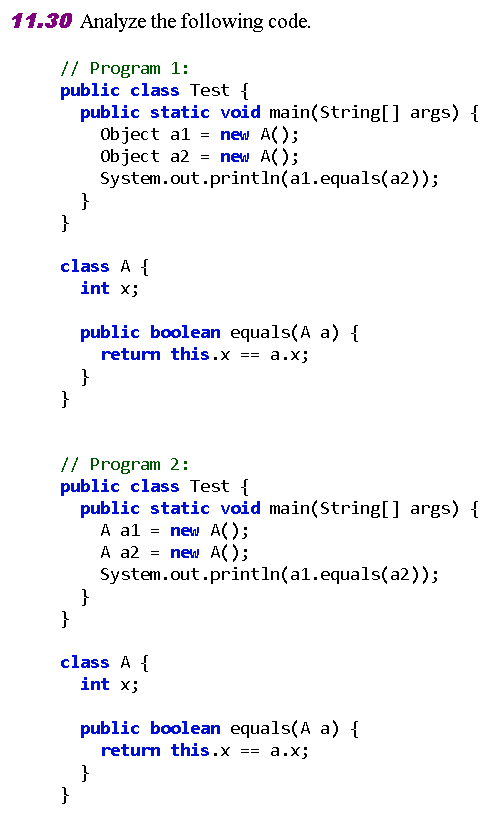 11.30 Analyze the following code.
// Program 1:
public class Test {
  public static void main(String[] args) {
    Object a1 = new A();
    Object a2 = new A();
    System.out.println(a1.equals(a2));
  }
}
class A {
  int x;
  public boolean equals(A a) {
    return this.x == a.x;
  }
}
// Program 2:
public class Test {
  public static void main(String[] args) {
    A a1 = new A();
    A a2 = new A();
    System.out.println(a1.equals(a2));
  }
}
class A {
  int x;
  public boolean equals(A a) {
    return this.x == a.x;
  }
}